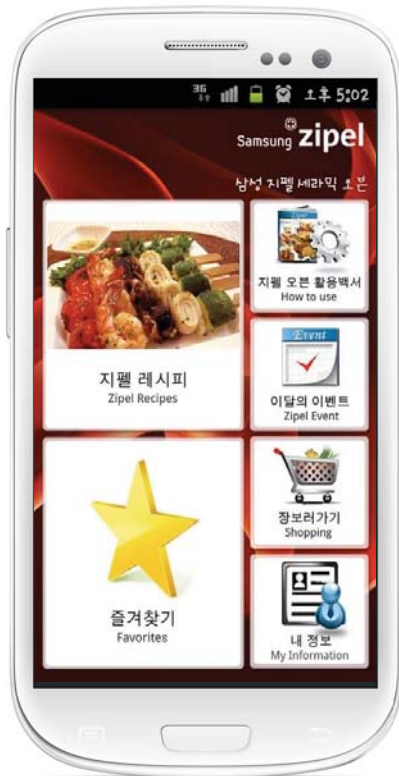 3G
오후 5:02
Samsung zipel
삼성 지펠 세라믹 오븐
지펠 레시피
Zipel Recipes
Zipel
지펠 오븐 활용백서
How to use
Event
이달의 이벤트
Zipel Event
즐겨찾기
Favorites
장보러가기
Shopping
내 정보
My Information